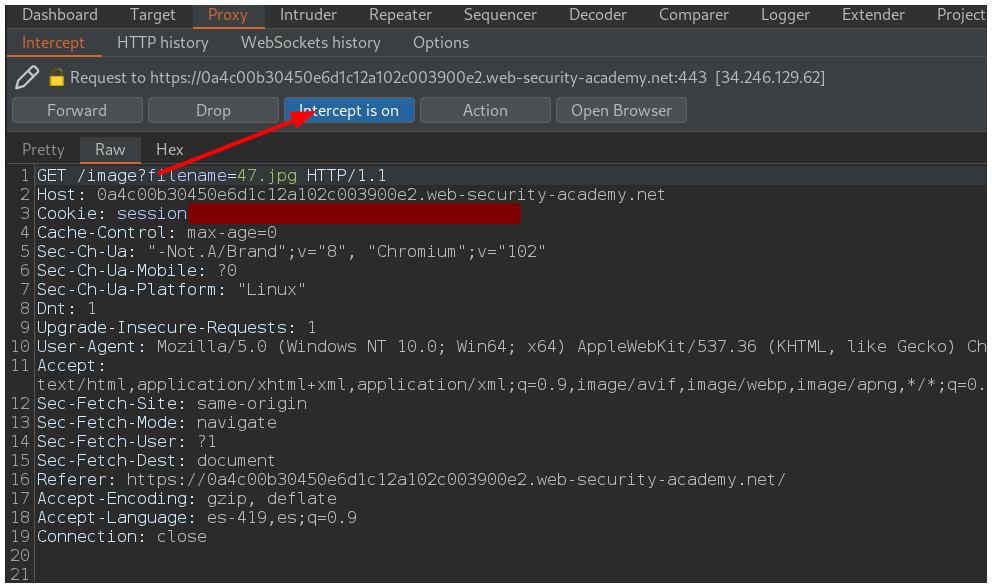 Dashboard Target Proxy Intruder Repeater Sequencer Decoder Comparer Logger Extender Project
Intercept HTTP history WebSockets history Options
Request to https://0a4c00b30450e6d1c12a102c003900e2.web-security-academy.net:443 [34.246.129.62]
Forward Drop Intercept is on Action Open Browser
Pretty Raw Hex
1 GET /image?filename=47.jpg HTTP/1.1
2 Host: 0a4c00b30450e6d1c12a102c003900e2.web-security-academy.net
3 Cookie: session
4 Cache-Control: max-age=0
5 Sec-Ch-Ua: "-Not.A/Brand";v="8", "Chromium";v="102"
6 Sec-Ch-Ua-Mobile: ?0
7 Sec-Ch-Ua-Platform: "Linux"
8 Dnt: 1
9 Upgrade-Insecure-Requests: 1
10 User-Agent: Mozilla/5.0 (Windows NT 10.0; Win64; x64) AppleWebKit/537.36 (KHTML, like Gecko) Ch
11 Accept:
text/html,application/xhtml+xml,application/xml;q=0.9,image/avif,image/webp,image/apng,*/*;q=0.
12 Sec-Fetch-Site: same-origin
13 Sec-Fetch-Mode: navigate
14 Sec-Fetch-User: ?1
15 Sec-Fetch-Dest: document
16 Referer: https://0a4c00b30450e6d1c12a102c003900e2.web-security-academy.net/
17 Accept-Encoding: gzip, deflate
18 Accept-Language: es-419,es;q=0.9
19 Connection: close
20
21